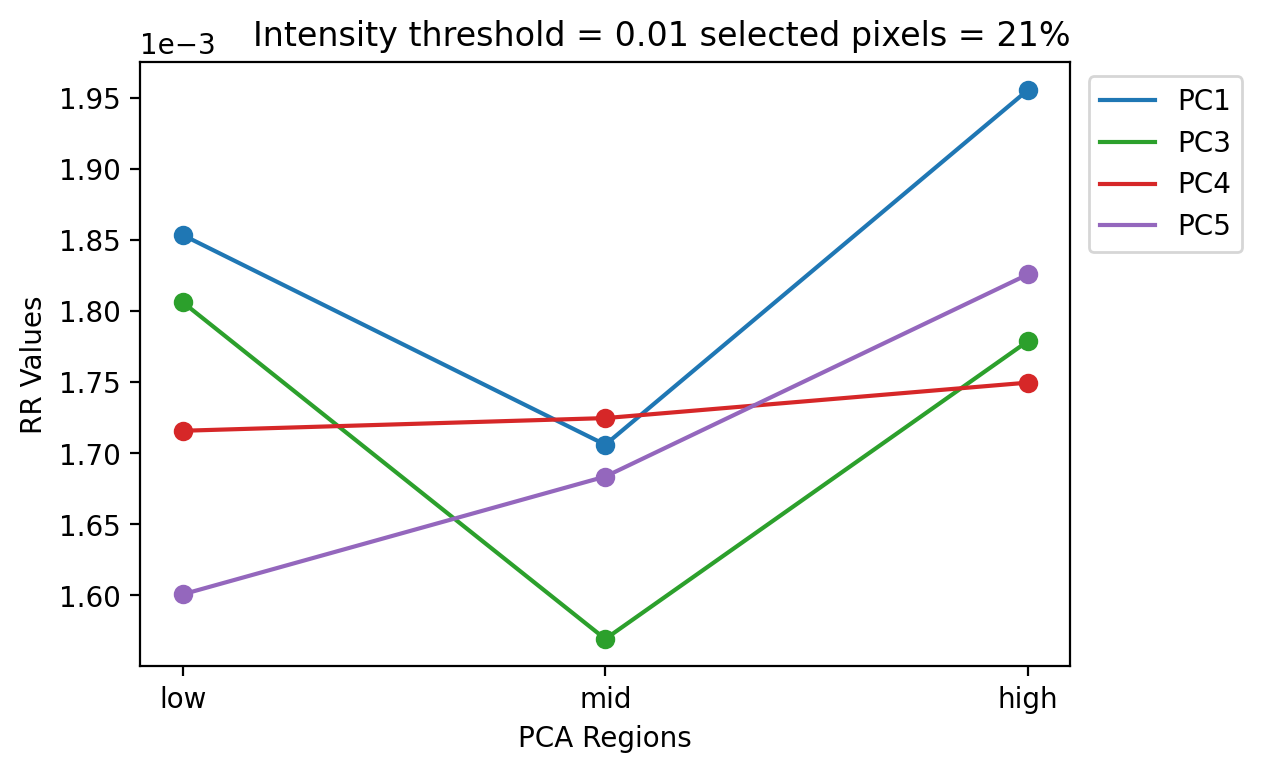 Intensity threshold = 0.01 selected pixels = 21%
1e−3
1.95
1.90
1.85
1.80
1.75
1.70
1.65
1.60
RR Values
low mid high
PCA Regions
PC1
PC3
PC4
PC5